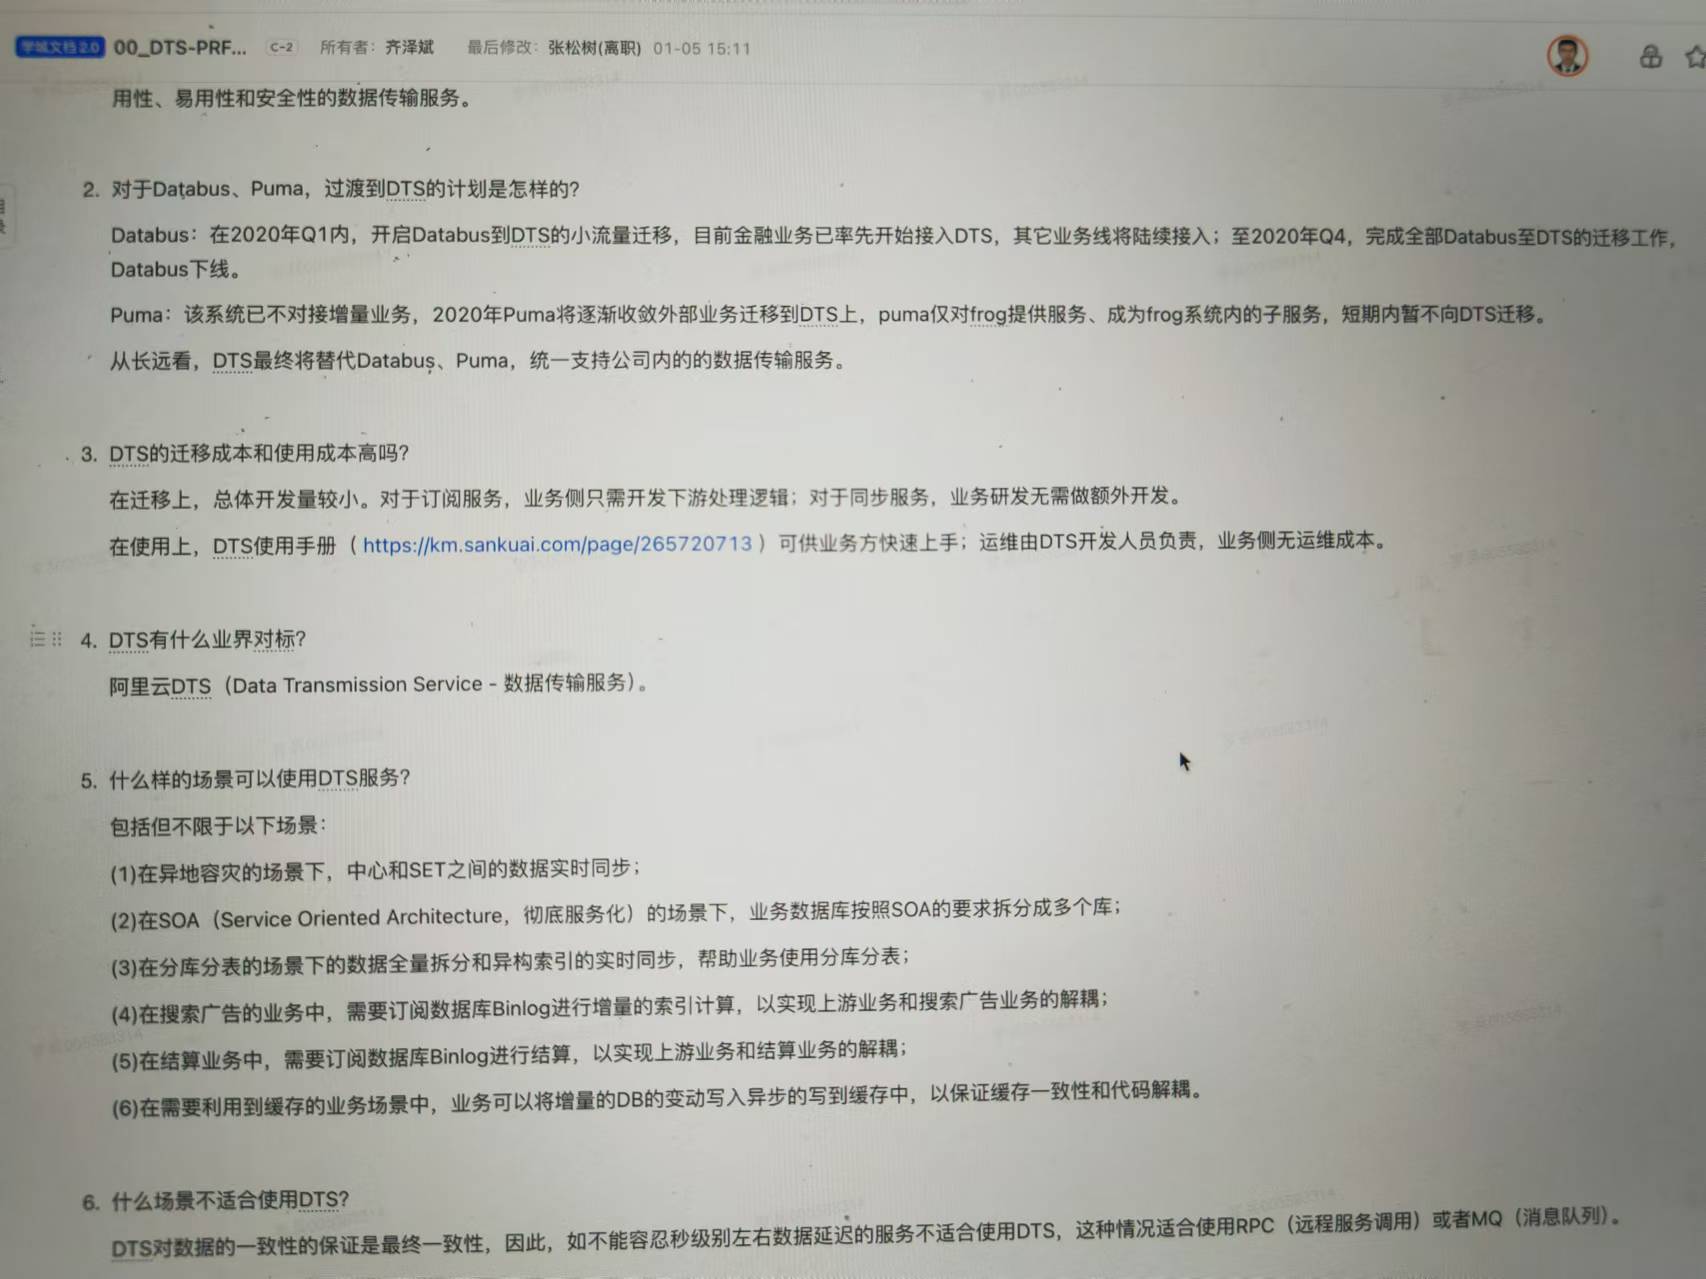 学城文档2.0 00_DTS-PRF... C-2 所有者：齐泽斌 最后修改：张松树(离职) 01-05 15:11
用性、易用性和安全性的数据传输服务。
2. 对于Databus、Puma，过渡到DTS的计划是怎样的？
Databus：在2020年Q1内，开启Databus到DTS的小流量迁移，目前金融业务已率先开始接入DTS，其它业务线将陆续接入；至2020年Q4，完成全部Databus至DTS的迁移工作，
Databus下线。
Puma：该系统已不对接增量业务，2020年Puma将逐渐收敛外部业务迁移到DTS上，puma仅对frog提供服务、成为frog系统内的子服务，短期内暂不向DTS迁移。
从长远看，DTS最终将替代Databus、Puma，统一支持公司内的的数据传输服务。
3. DTS的迁移成本和使用成本高吗？
在迁移上，总体开发量较小。对于订阅服务，业务侧只需开发下游处理逻辑；对于同步服务，业务研发无需做额外开发。
在使用上，DTS使用手册（ https://km.sankuai.com/page/265720713 ）可供业务方快速上手；运维由DTS开发人员负责，业务侧无运维成本。
4. DTS有什么业界对标？
阿里云DTS（Data Transmission Service - 数据传输服务）。
5. 什么样的场景可以使用DTS服务？
包括但不限于以下场景：
(1)在异地容灾的场景下，中心和SET之间的数据实时同步；
(2)在SOA（Service Oriented Architecture，彻底服务化）的场景下，业务数据库按照SOA的要求拆分成多个库；
(3)在分库分表的场景下的数据全量拆分和异构索引的实时同步，帮助业务使用分库分表；
(4)在搜索广告的业务中，需要订阅数据库Binlog进行增量的索引计算，以实现上游业务和搜索广告业务的解耦；
(5)在结算业务中，需要订阅数据库Binlog进行结算，以实现上游业务和结算业务的解耦；
(6)在需要利用到缓存的业务场景中，业务可以将增量的DB的变动写入异步的写到缓存中，以保证缓存一致性和代码解耦。
6. 什么场景不适合使用DTS？
DTS对数据的一致性的保证是最终一致性，因此，如不能容忍秒级别左右数据延迟的服务不适合使用DTS，这种情况适合使用RPC（远程服务调用）或者MQ（消息队列）。